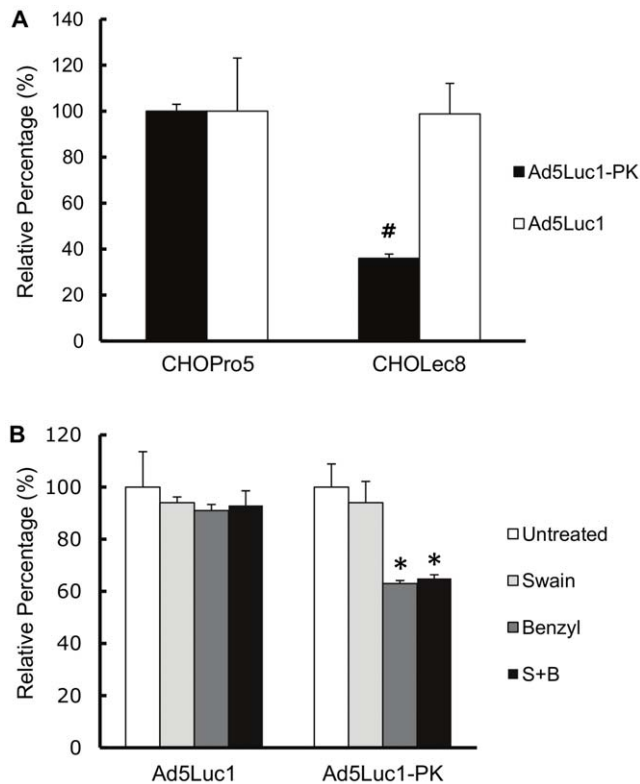 A
Relative Percentage (%)
140
120
100
80
60
40
20
0
#
CHOPro5
CHOLec8
Ad5Luc1-PK
Ad5Luc1
B
Relative Percentage (%)
120
100
80
60
40
20
0
*
*
Ad5Luc1
Ad5Luc1-PK
Untreated
Swain
Benzyl
S+B